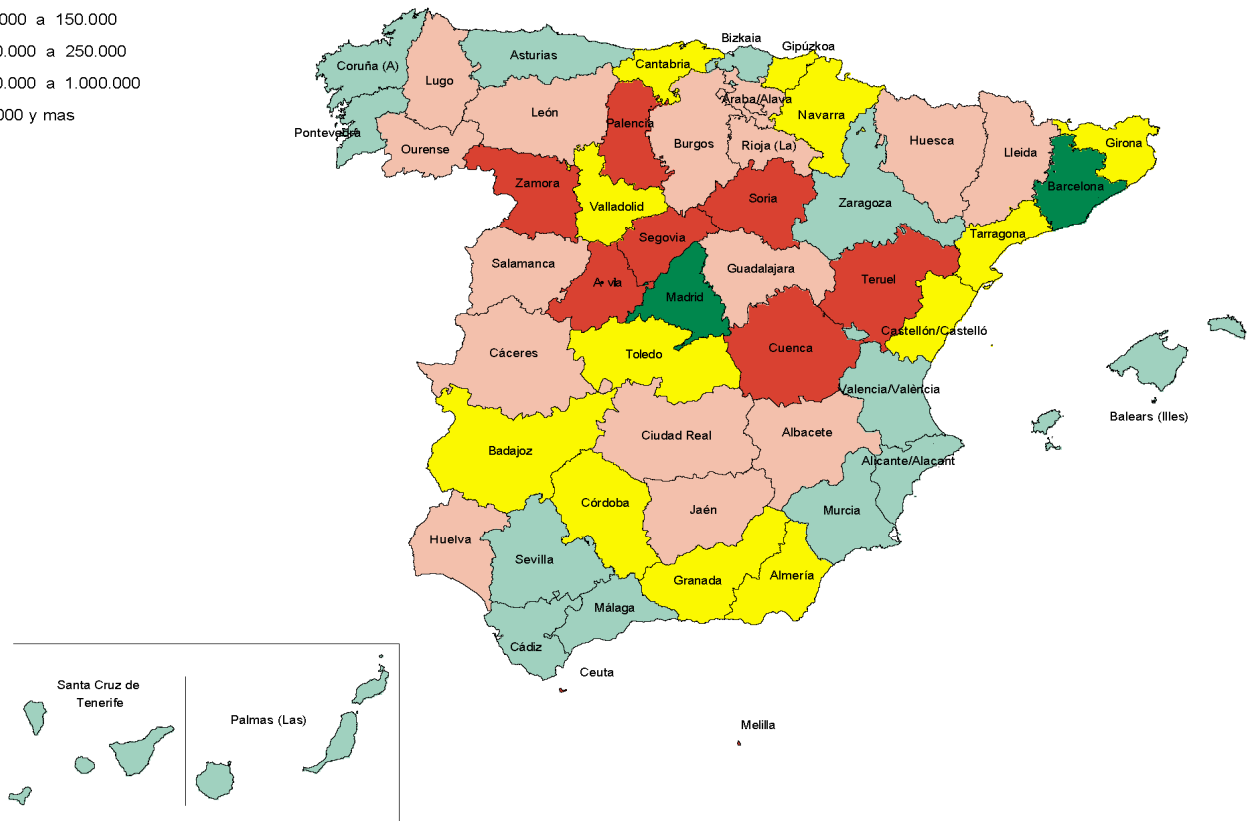 000 a 150.000
0.000 a 250.000
0.000 a 1.000.000
000 y mas
Bizkaia
Gipúzkoa
Asturias
Cantabria
Coruña (A)
Lugo
León
Palencia
Araba/Alava
Navarra
Pontevedra
Ourense
Burgos
Rioja (La)
Huesca
Lleida
Girona
Zamora
Valladolid
Soria
Zaragoza
Barcelona
Segovia
Tarragona
Salamanca
Guadalajara
Teruel
Madrid
Castellón/Castelló
Cáceres
Toledo
Cuenca
Valencia/València
Balears (Illes)
Badajoz
Ciudad Real
Albacete
Alicante/Alacant
Córdoba
Jaén
Murcia
Huelva
Sevilla
Granada
Almería
Málaga
Cádiz
Ceuta
Melilla
Santa Cruz de
Tenerife
Palmas (Las)